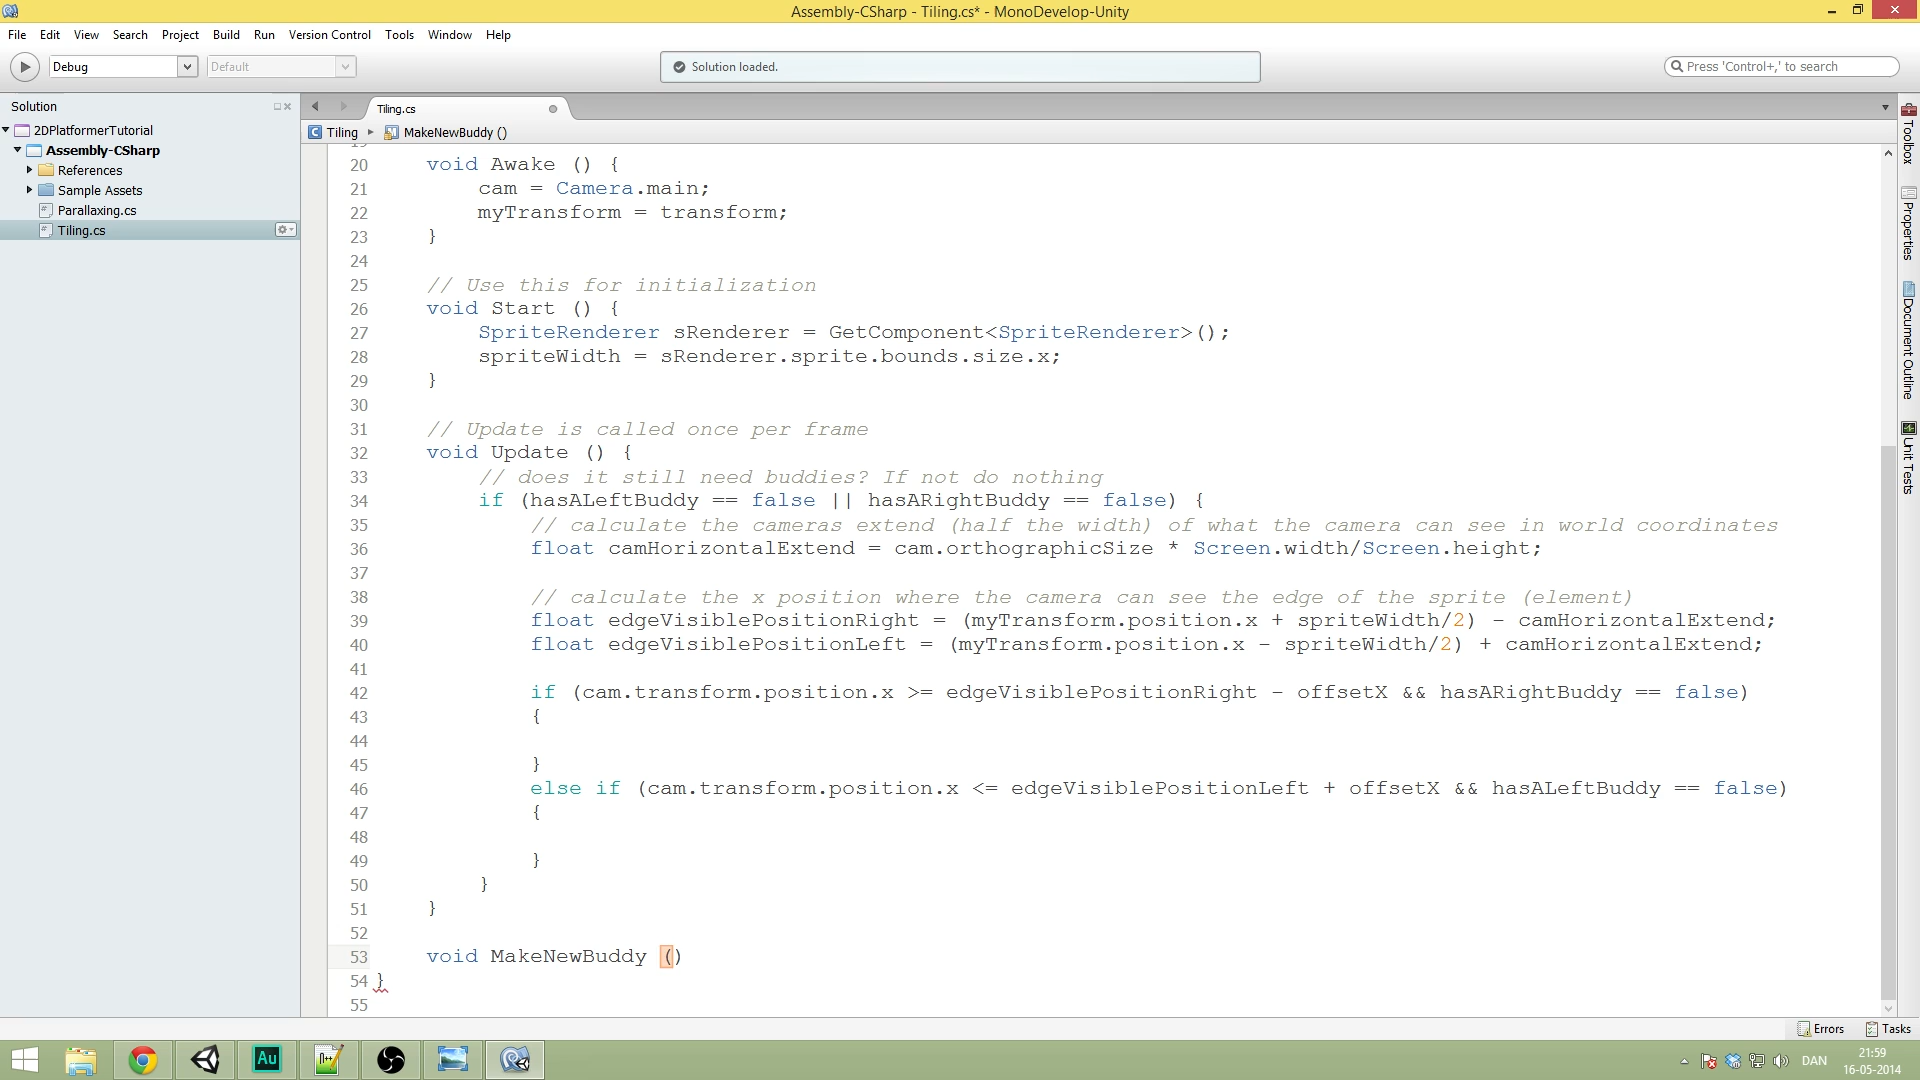 Assembly-CSharp - Tiling.cs* - MonoDevelop-Unity
File Edit View Search Project Build Run Version Control Tools Window Help
Debug Default Solution loaded. Press 'Control+,' to search
Solution
2DPlatformerTutorial
Assembly-CSharp
References
Sample Assets
Parallaxing.cs
Tiling.cs
Tiling.cs
Tiling MakeNewBuddy ()
20 void Awake () {
21 cam = Camera.main;
22 myTransform = transform;
23 }
24
25 // Use this for initialization
26 void Start () {
27 SpriteRenderer sRenderer = GetComponent<SpriteRenderer>();
28 spriteWidth = sRenderer.sprite.bounds.size.x;
29 }
30
31 // Update is called once per frame
32 void Update () {
33 // does it still need buddies? If not do nothing
34 if (hasALeftBuddy == false || hasARightBuddy == false) {
35 // calculate the cameras extend (half the width) of what the camera can see in world coordinates
36 float camHorizontalExtend = cam.orthographicSize * Screen.width/Screen.height;
37
38 // calculate the x position where the camera can see the edge of the sprite (element)
39 float edgeVisiblePositionRight = (myTransform.position.x + spriteWidth/2) - camHorizontalExtend;
40 float edgeVisiblePositionLeft = (myTransform.position.x - spriteWidth/2) + camHorizontalExtend;
41
42 if (cam.transform.position.x >= edgeVisiblePositionRight - offsetX && hasARightBuddy == false)
43 {
44
45 }
46 else if (cam.transform.position.x <= edgeVisiblePositionLeft + offsetX && hasALeftBuddy == false)
47 {
48
49 }
50 }
51 }
52
53 void MakeNewBuddy ()
54 }
55
Toolbox
Properties
Document Outline
Unit Tests
Errors Tasks
Au
n++
DAN
21:59
16-05-2014